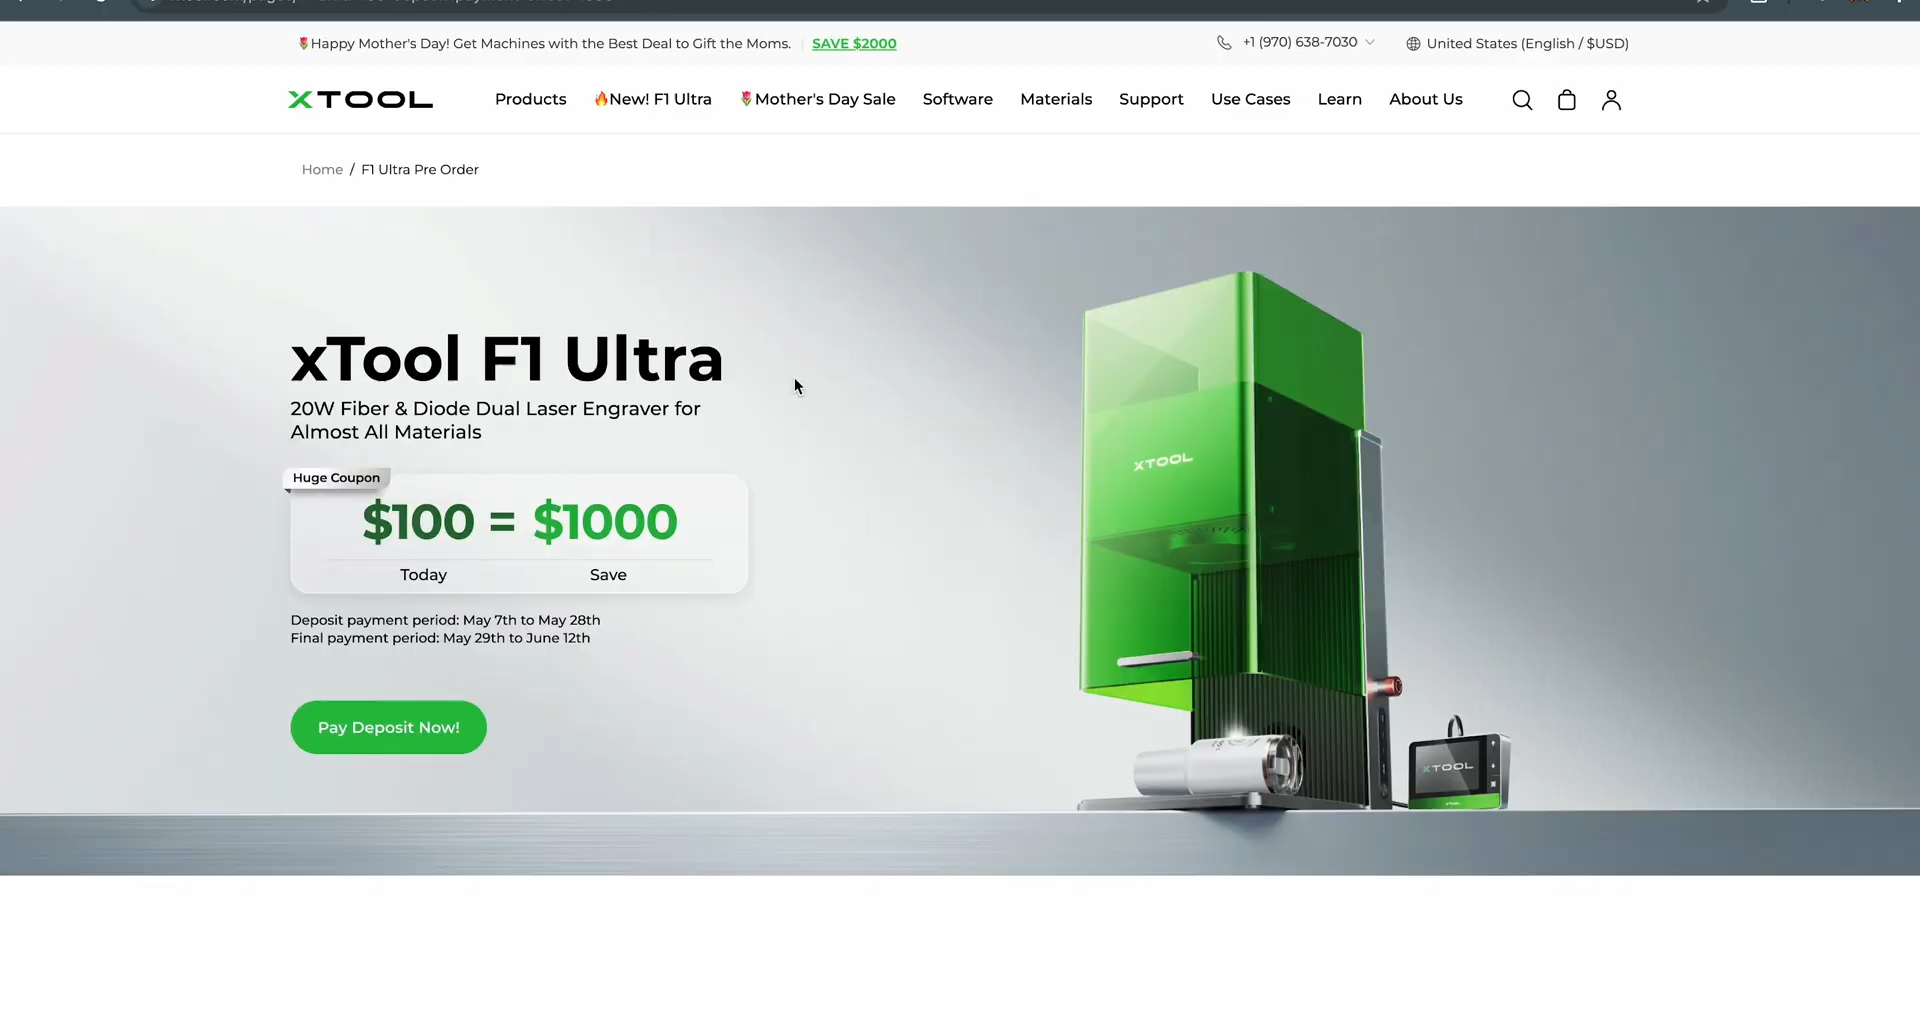 🌷Happy Mother's Day! Get Machines with the Best Deal to Gift the Moms. SAVE $2000 +1 (970) 638-7030 United States (English / $USD)
XTOOL Products 🔥New! F1 Ultra 🌷Mother's Day Sale Software Materials Support Use Cases Learn About Us
Home / F1 Ultra Pre Order
xTool F1 Ultra
20W Fiber & Diode Dual Laser Engraver for
Almost All Materials
Huge Coupon
$100 = $1000
Today Save
Deposit payment period: May 7th to May 28th
Final payment period: May 29th to June 12th
Pay Deposit Now!
XTOOL
XTOOL